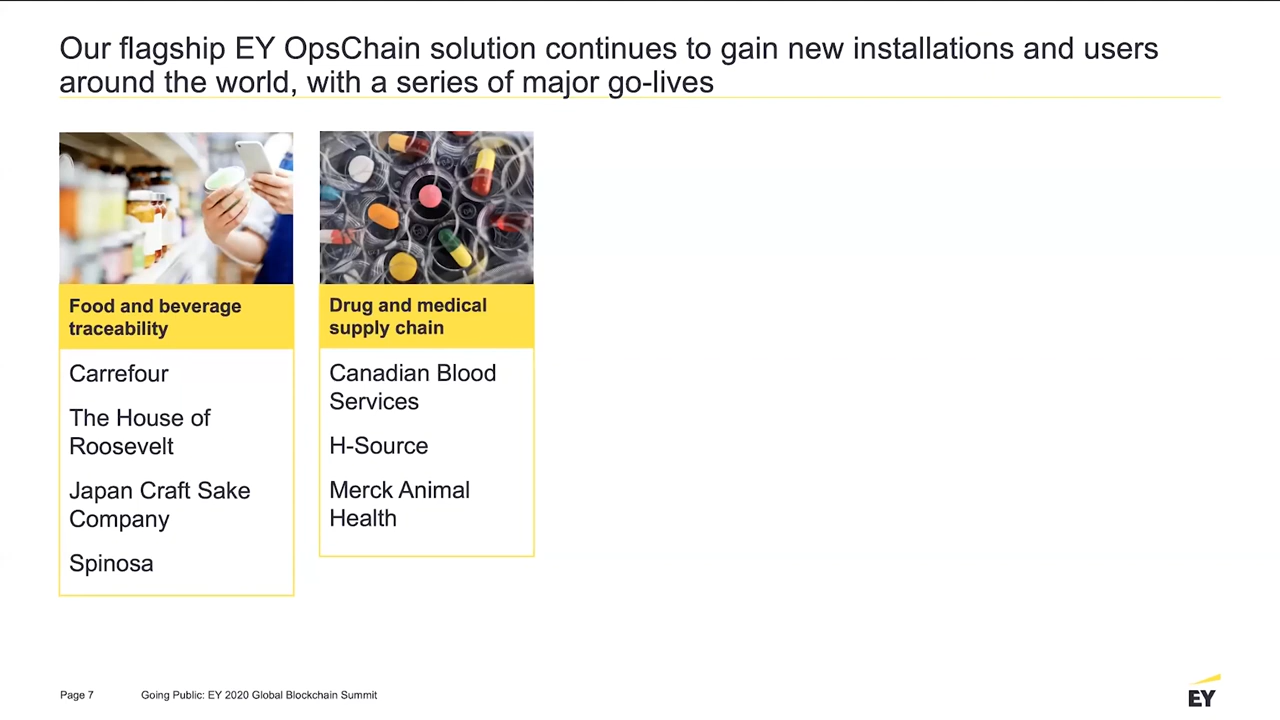 Our flagship EY OpsChain solution continues to gain new installations and users
around the world, with a series of major go-lives
Food and beverage
traceability
Carrefour
The House of
Roosevelt
Japan Craft Sake
Company
Spinosa
Drug and medical
supply chain
Canadian Blood
Services
H-Source
Merck Animal
Health
Page 7
Going Public: EY 2020 Global Blockchain Summit
EY